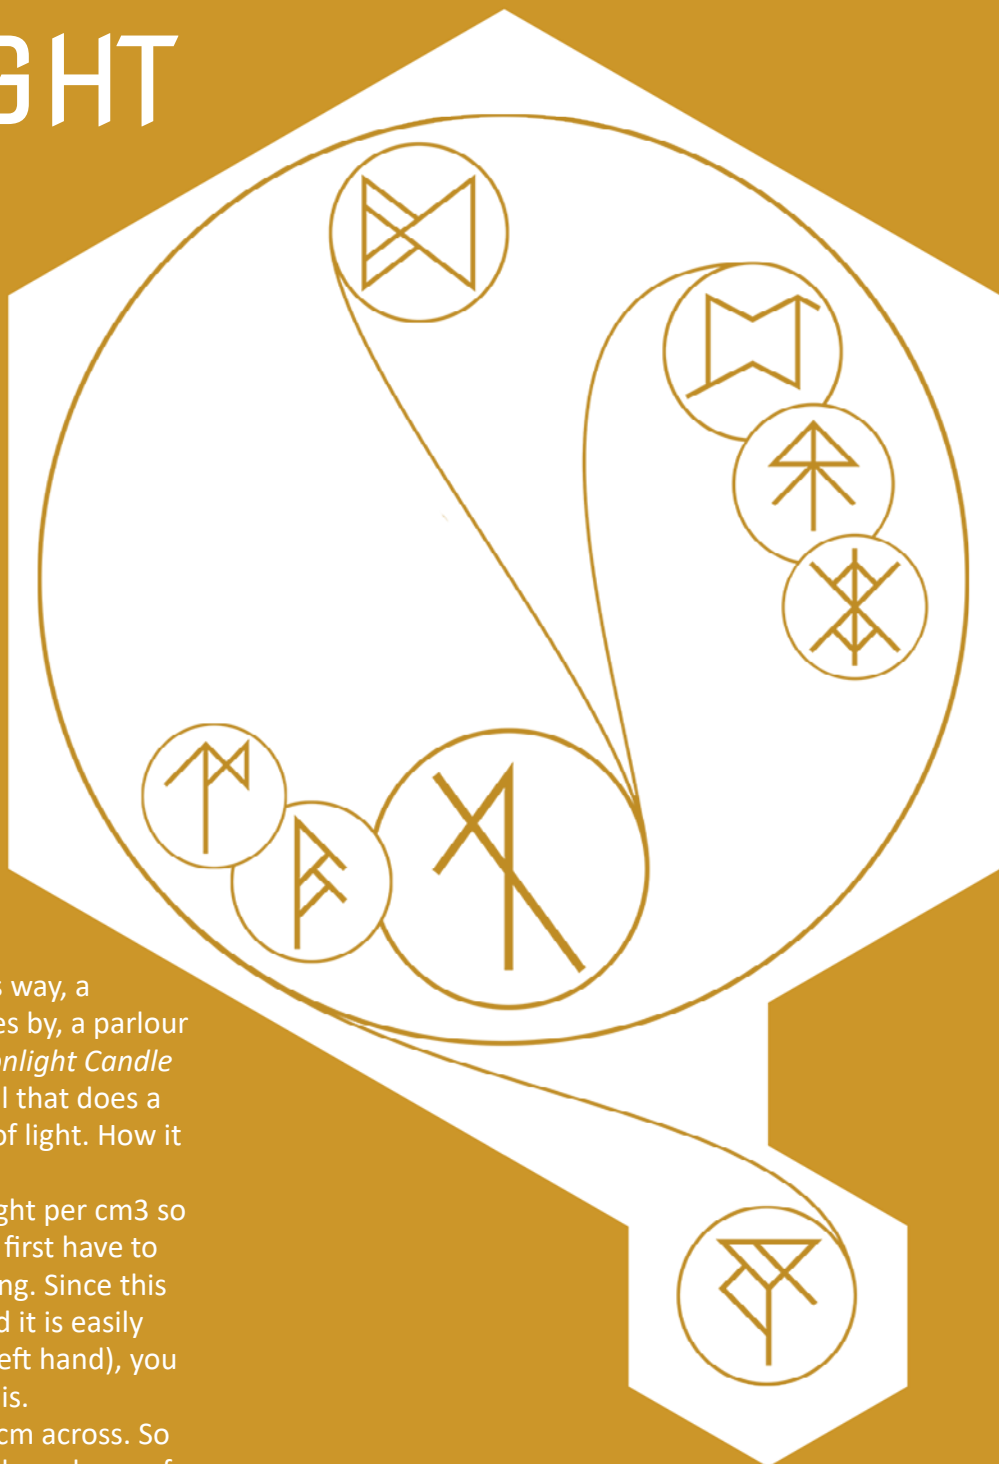 GHT
way, a
es by, a parlour
nlight Candle
l that does a
of light. How it
ght per cm3 so
first have to
ng. Since this
d it is easily
left hand), you
is.
cm across. So